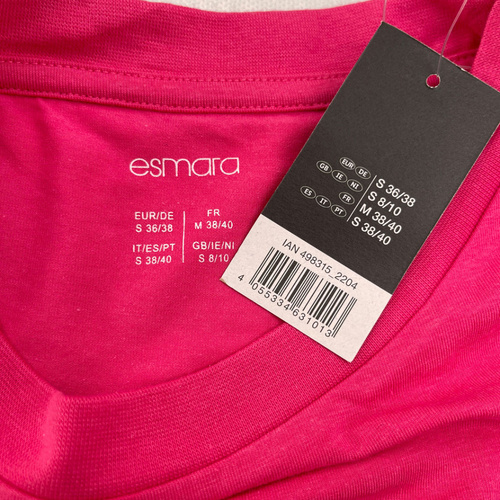 esmara
EUR/DE
S 36/38
FR
M 38/40
IT/ES/PT
S 38/40
GB/IE/NI
S 8/10
EUR DE S 36/38
GB IE NI S 8/10
FR M 38/40
ES IT PT S 38/40
IAN 498315_2204
4 055334 631013